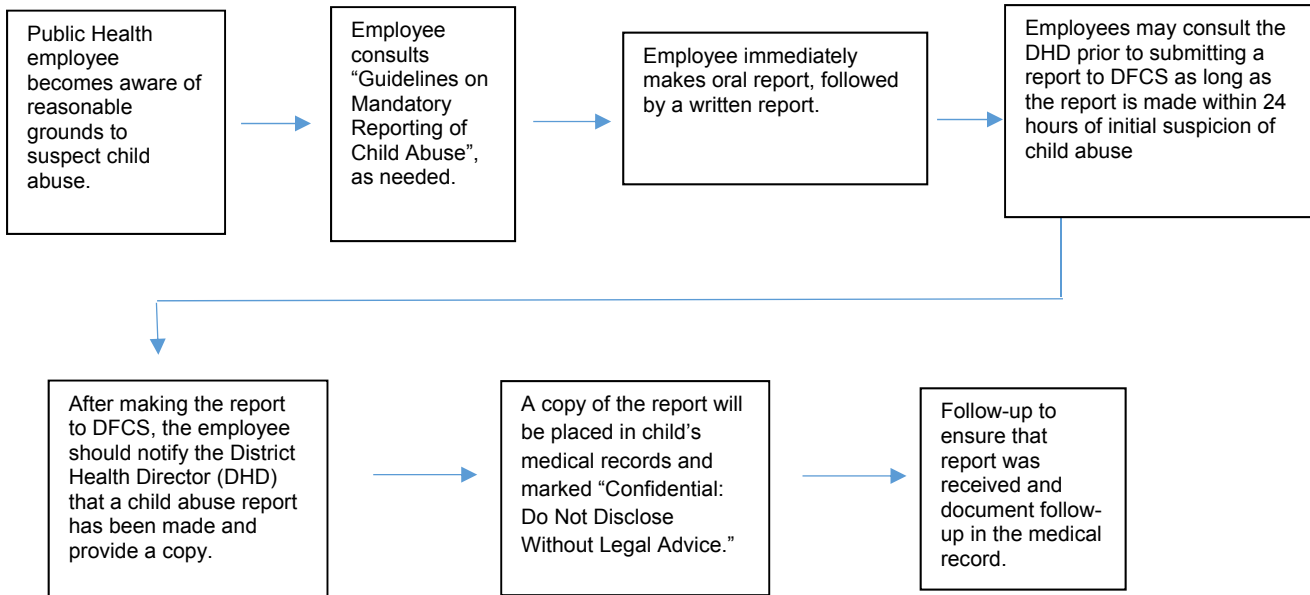 Public Health
employee
becomes aware of
reasonable
grounds to
suspect child
abuse.
Employee
consults
“Guidelines on
Mandatory
Reporting of
Child Abuse”,
as needed.
Employee immediately
makes oral report, followed
by a written report.
Employees may consult the
DHD prior to submitting a
report to DFCS as long as
the report is made within 24
hours of initial suspicion of
child abuse
After making the report
to DFCS, the employee
should notify the District
Health Director (DHD)
that a child abuse report
has been made and
provide a copy.
A copy of the report will
be placed in child’s
medical records and
marked “Confidential:
Do Not Disclose
Without Legal Advice.”
Follow-up to
ensure that
report was
received and
document follow-
up in the medical
record.